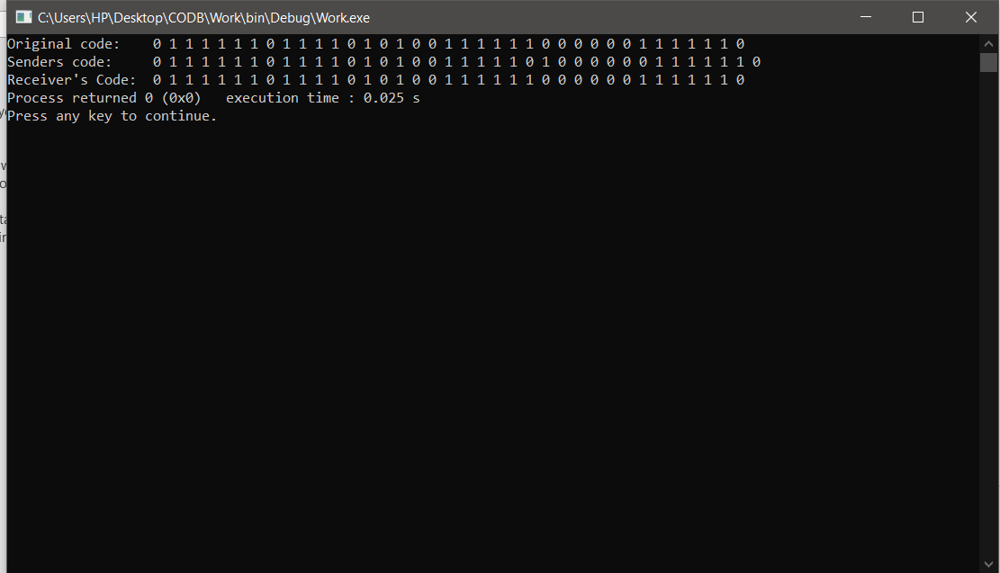 C:\Users\HP\Desktop\CODB\Work\bin\Debug\Work.exe
Original code:    0 1 1 1 1 1 1 0 1 1 1 1 0 1 0 1 0 0 1 1 1 1 1 1 0 0 0 0 0 0 1 1 1 1 1 1 0
Senders code:     0 1 1 1 1 1 1 0 1 1 1 1 0 1 0 1 0 0 1 1 1 1 1 0 1 0 0 0 0 0 0 1 1 1 1 1 1 0
Receiver's Code:  0 1 1 1 1 1 1 0 1 1 1 1 0 1 0 1 0 0 1 1 1 1 1 1 0 0 0 0 0 0 1 1 1 1 1 1 0
Process returned 0 (0x0)   execution time : 0.025 s
Press any key to continue.